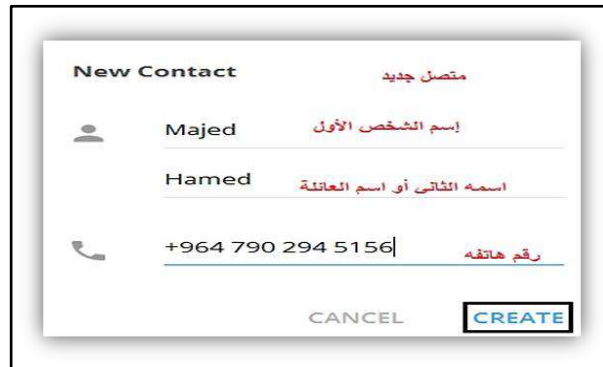 New Contact متصل جديد
Majed إسم الشخص الأول
Hamed اسمه الثاني أو اسم العائلة
+964 790 294 5156 رقم هاتفه
CANCEL CREATE